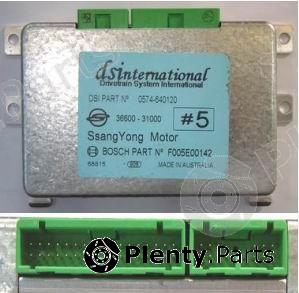 dsinternational
Drivetrain System International
DSI PART Nº 0574-640120
36600 - 31000
#5
SsangYong Motor
BOSCH PART Nº F005E00142
MADE IN AUSTRALIA
Plenty.Parts